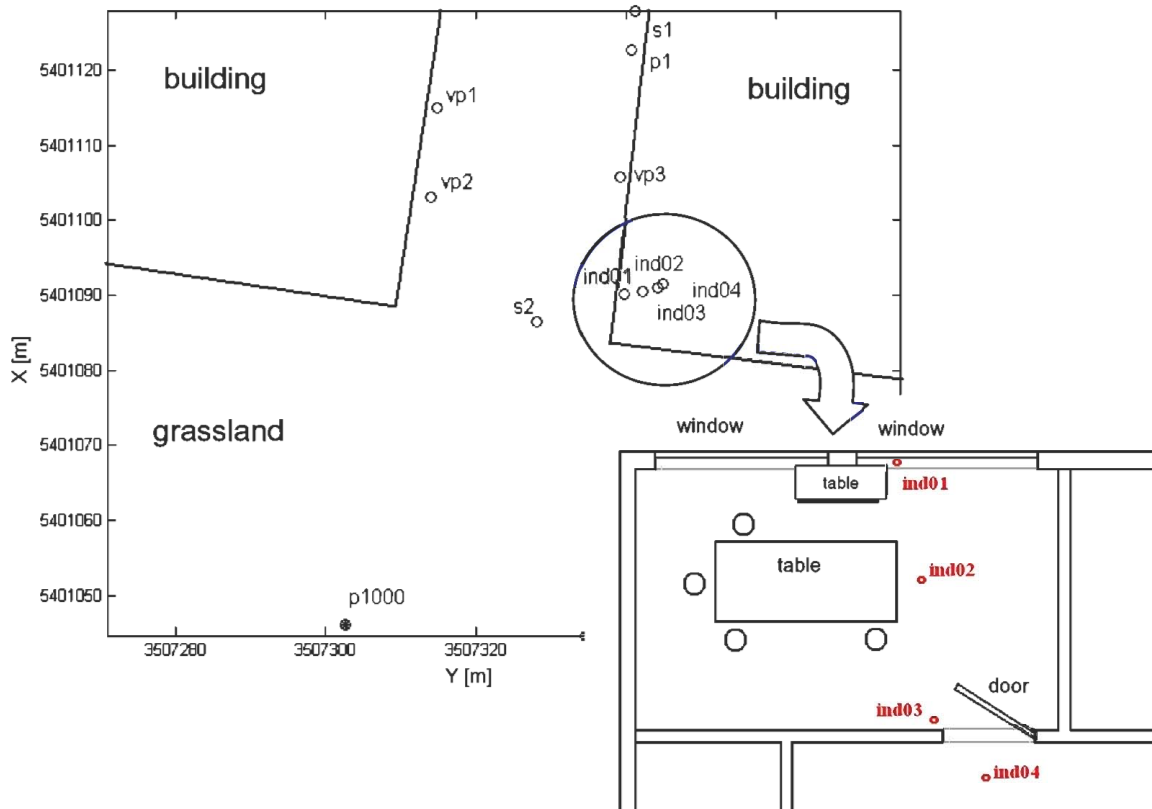 s1
5401120
building
p1
building
vp1
5401110
vp3
vp2
5401100
ind02
ind01
ind04
5401090
s2
ind03
X [m]
5401080
grassland
5401070
window
window
table
ind01
5401060
table
ind02
5401050
p1000
3507280
3507300
3507320
Y [m]
door
ind03
ind04